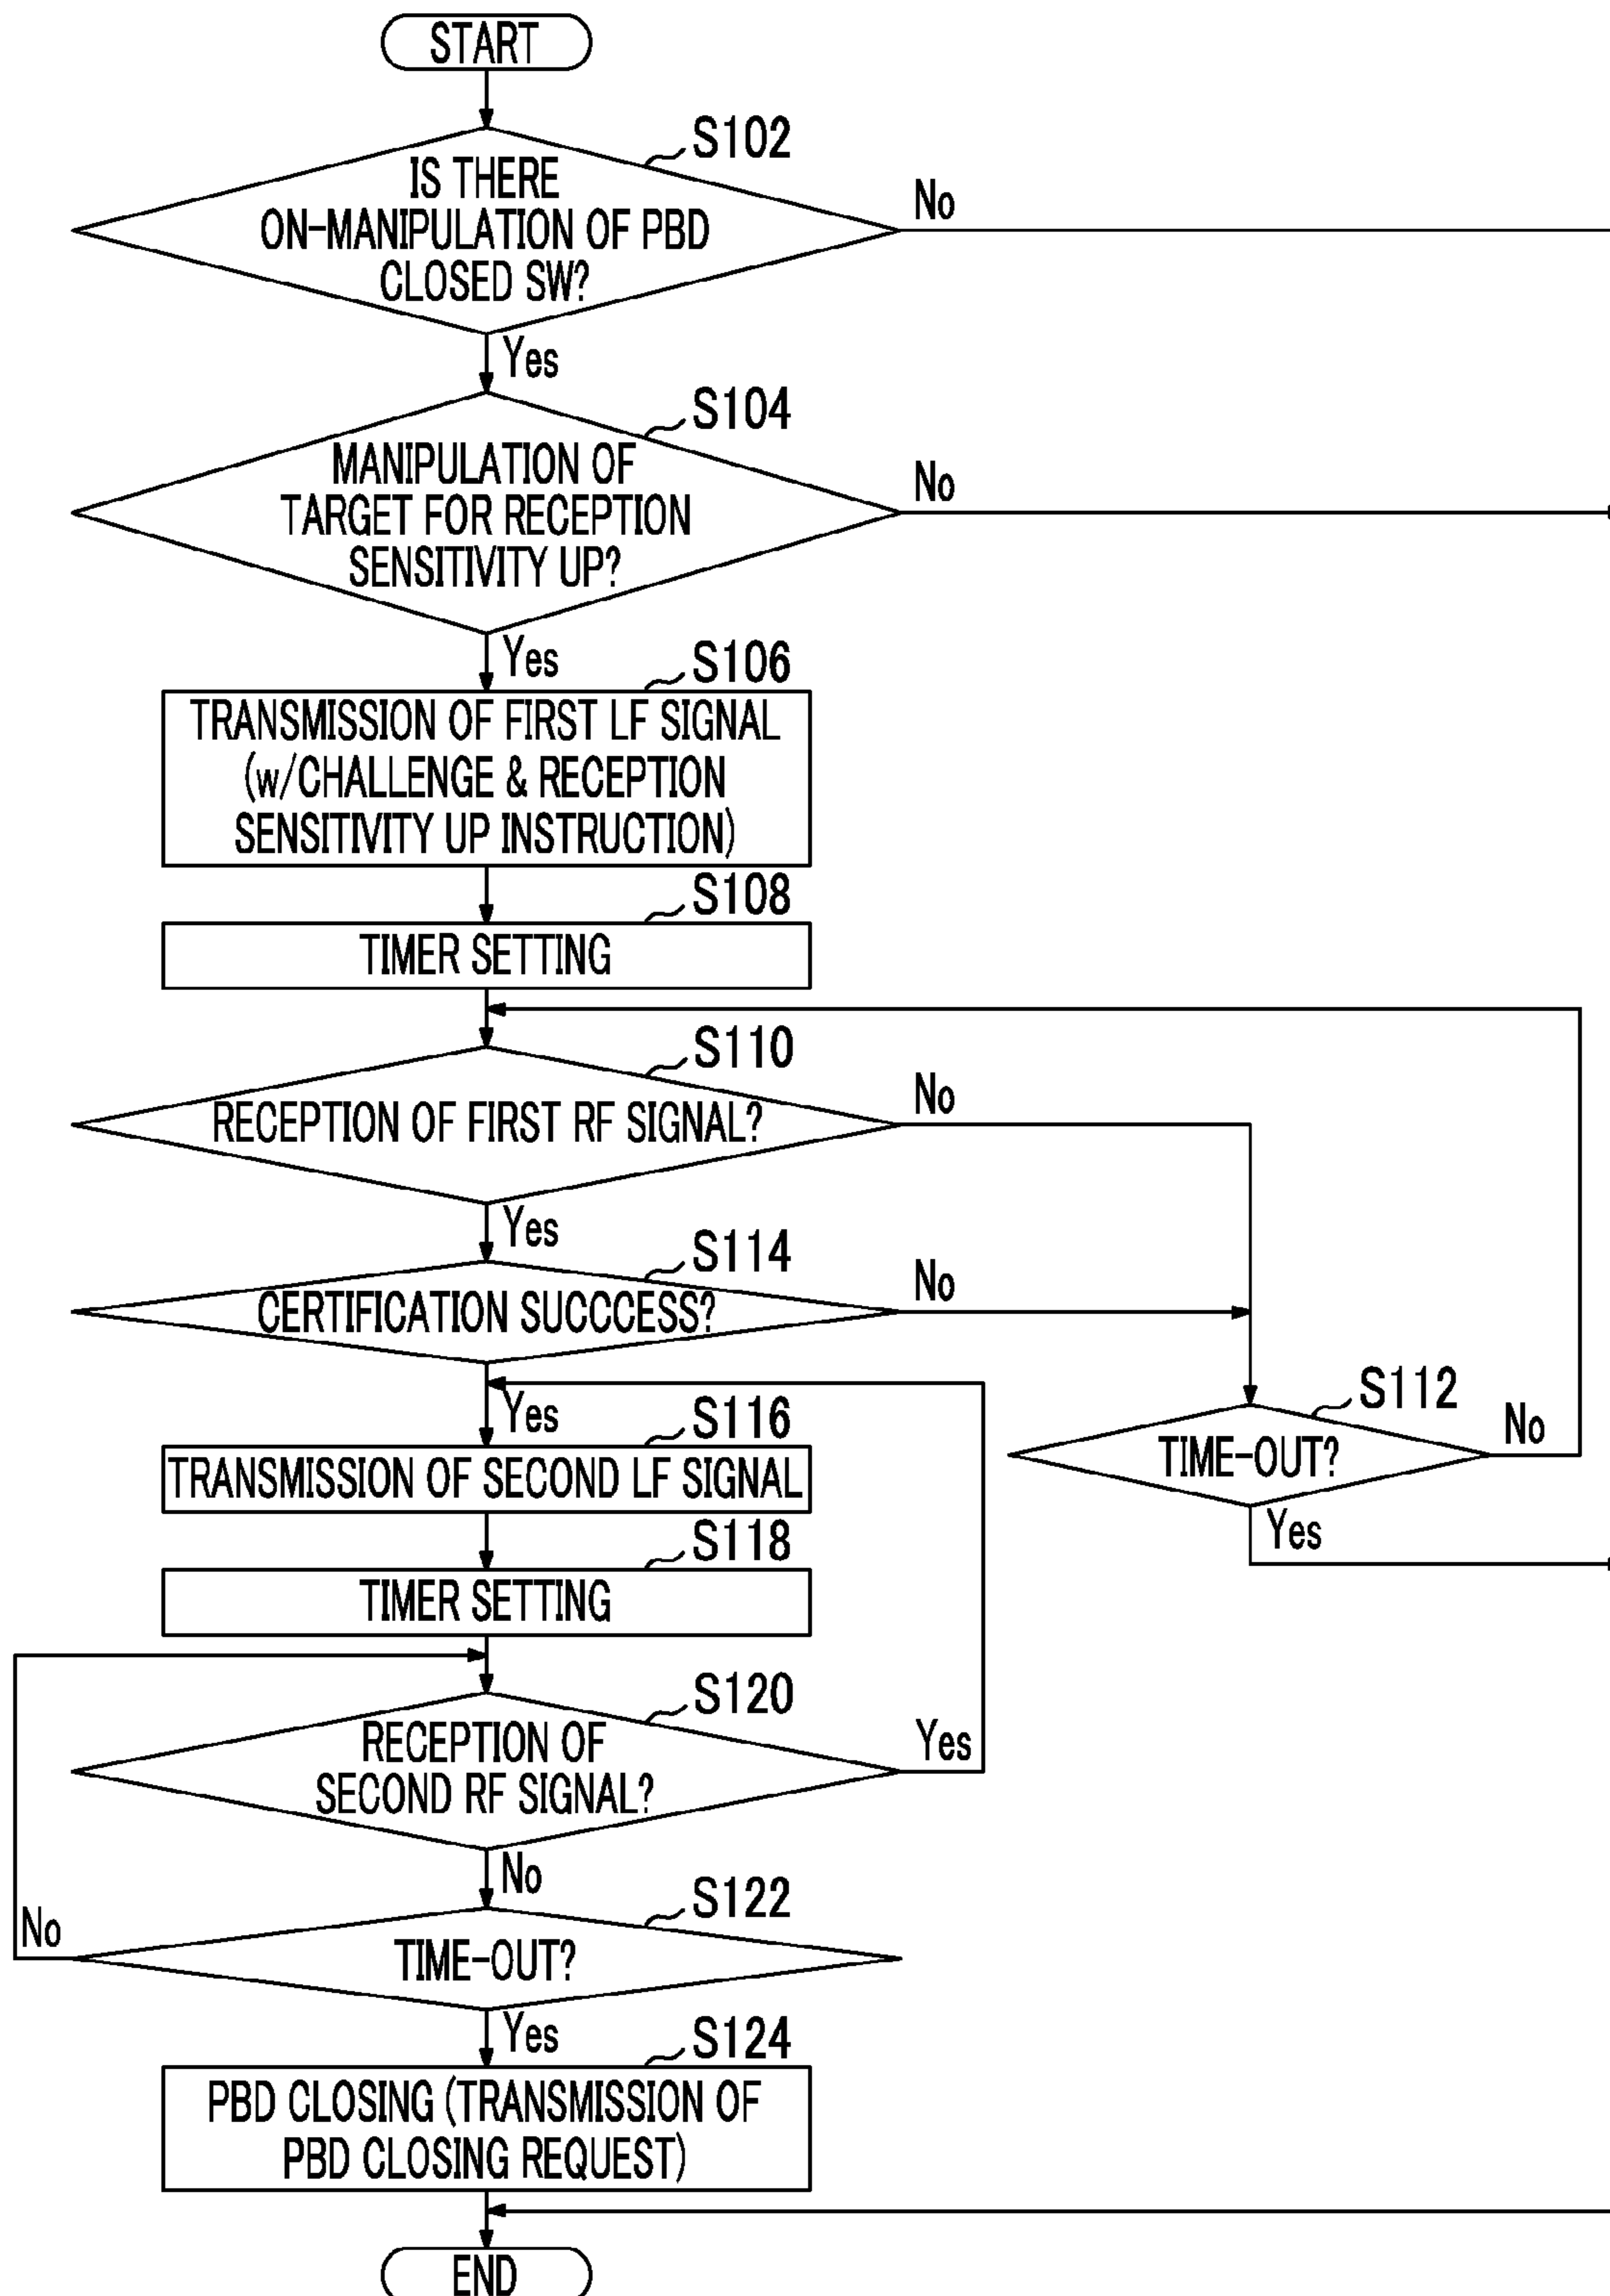 START
S102
IS THERE
ON-MANIPULATION OF PBD
CLOSED SW?
No
Yes
S104
MANIPULATION OF
TARGET FOR RECEPTION
SENSITIVITY UP?
No
Yes
S106
TRANSMISSION OF FIRST LF SIGNAL
(w/CHALLENGE & RECEPTION
SENSITIVITY UP INSTRUCTION)
S108
TIMER SETTING
S110
RECEPTION OF FIRST RF SIGNAL?
No
Yes
S114
CERTIFICATION SUCCCESS?
No
Yes
S112
TIME-OUT?
No
Yes
S116
TRANSMISSION OF SECOND LF SIGNAL
S118
TIMER SETTING
S120
RECEPTION OF
SECOND RF SIGNAL?
Yes
No
S122
TIME-OUT?
No
Yes
S124
PBD CLOSING (TRANSMISSION OF
PBD CLOSING REQUEST)
END